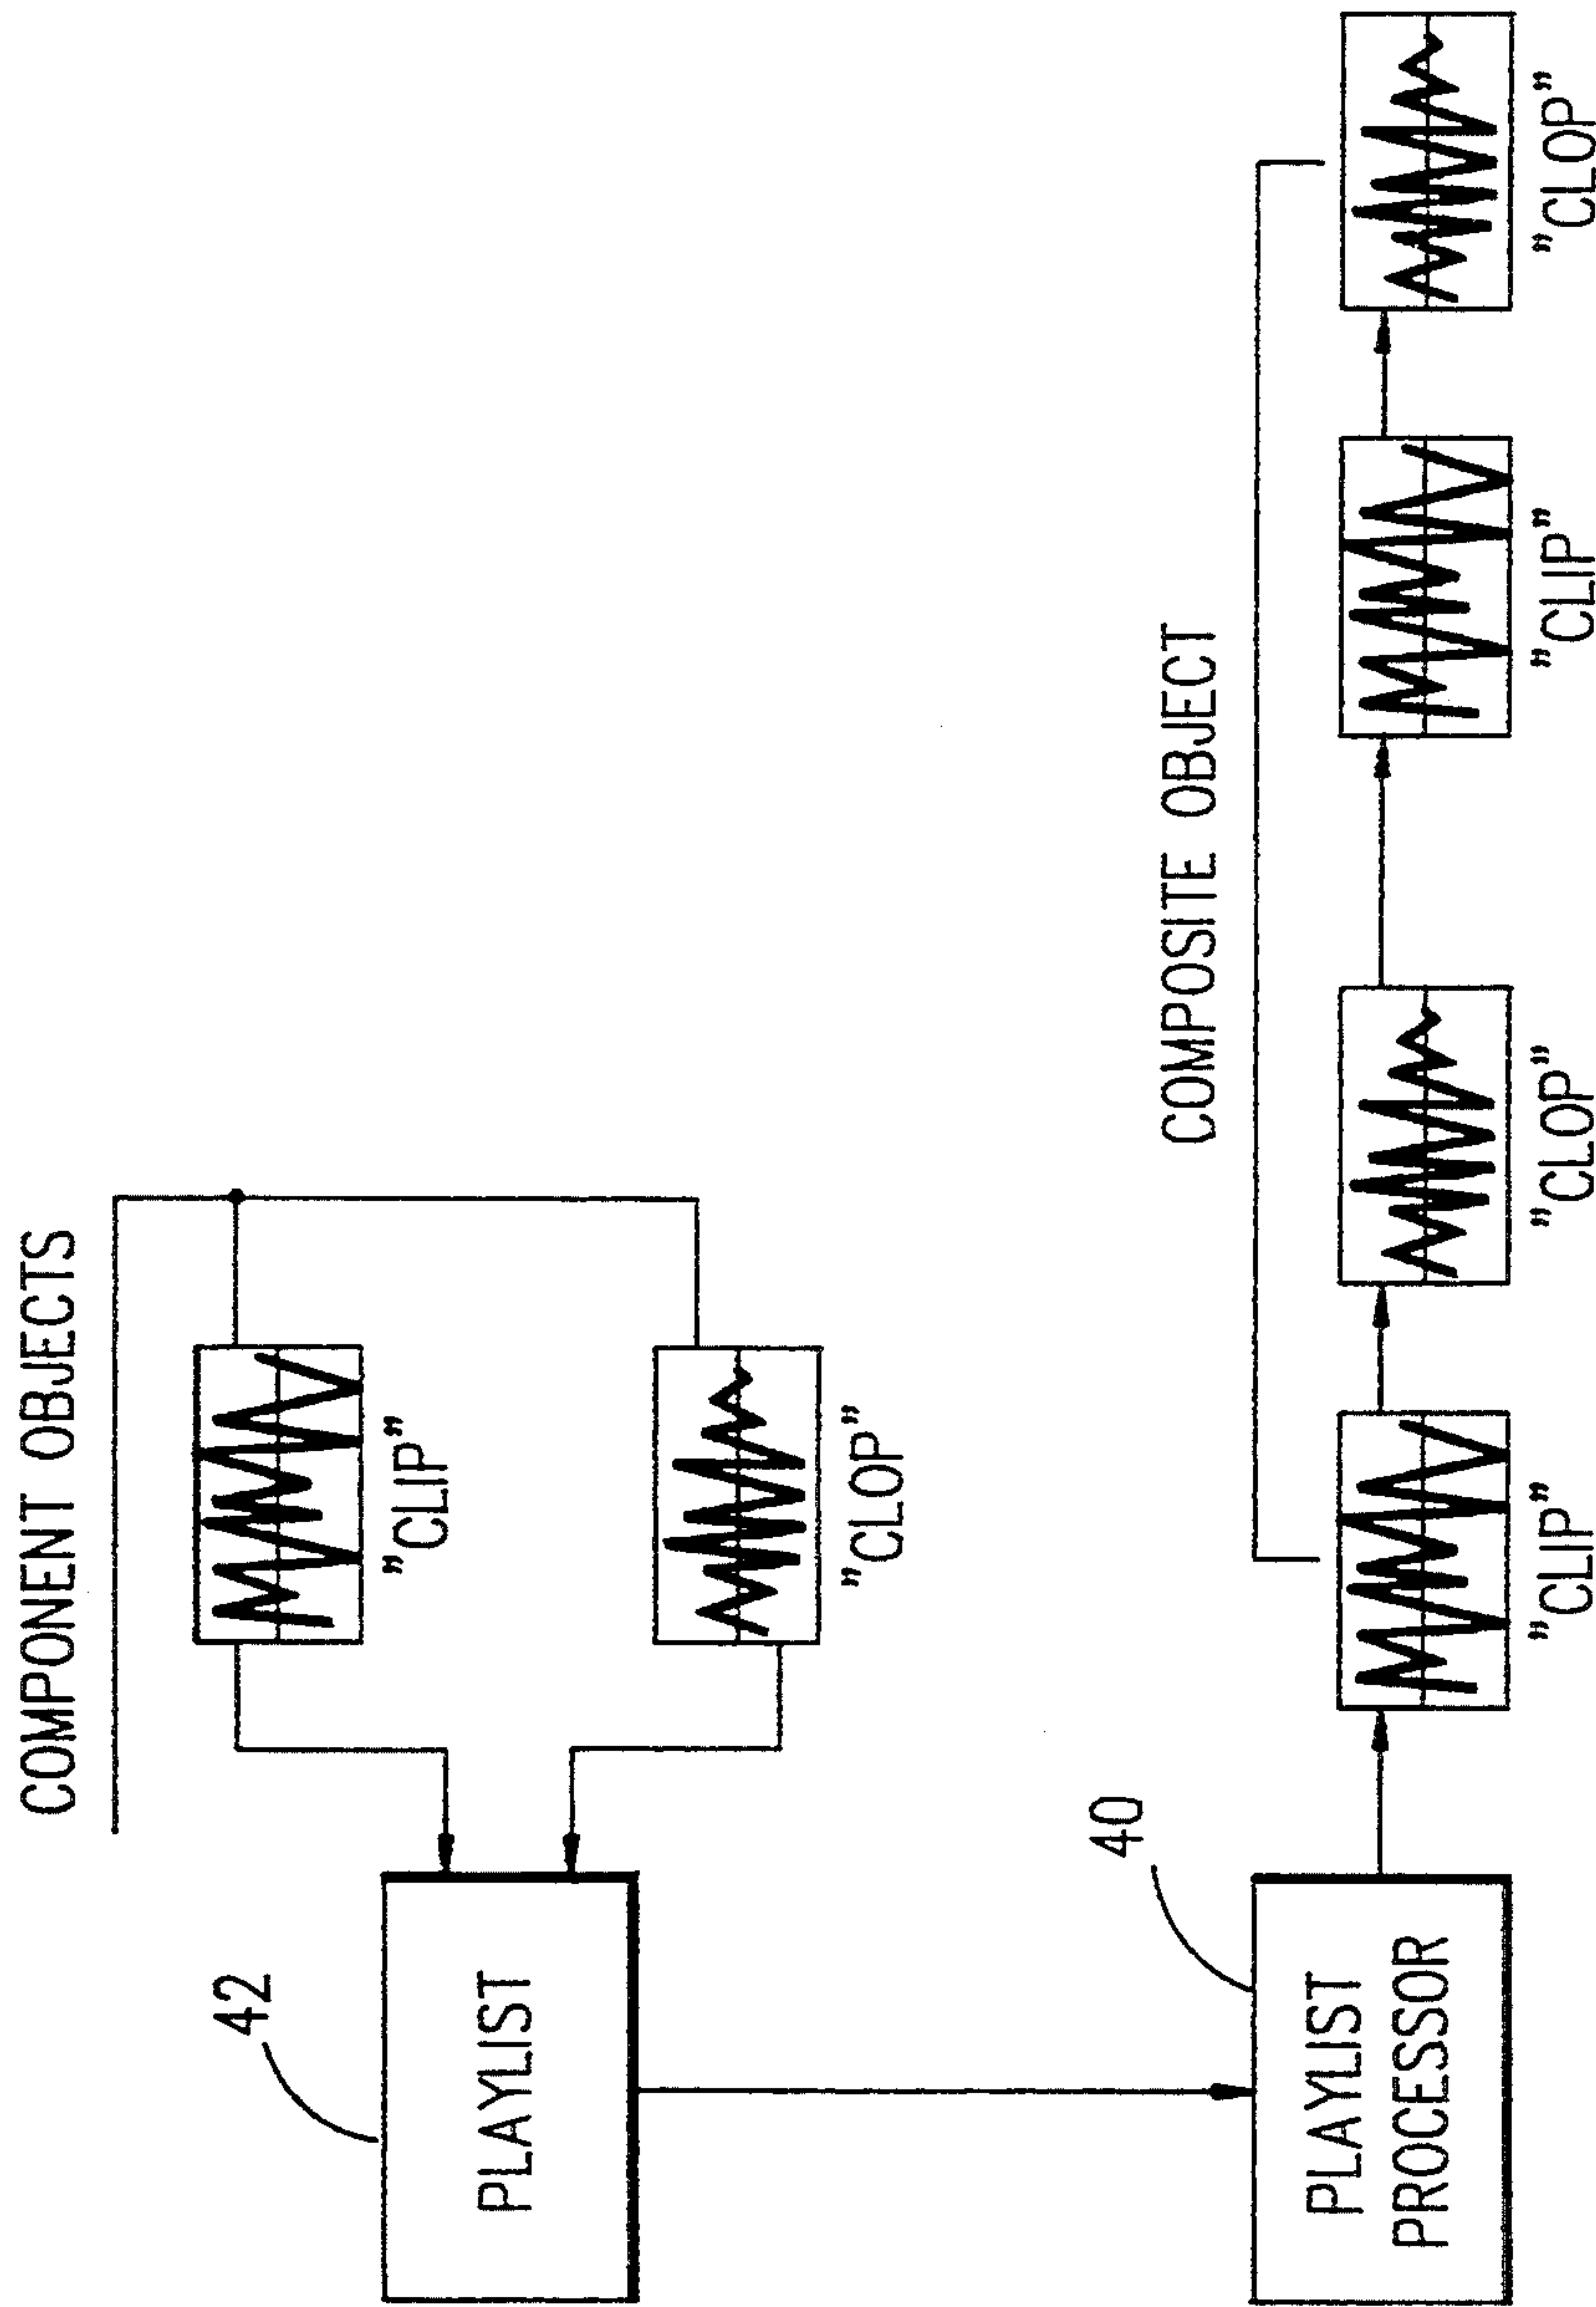 COMPONENT OBJECTS
"CLIP"
"CLOP"
42
PLAYLIST
COMPOSITE OBJECT
40
PLAYLIST
PROCESSOR
"CLIP"
"CLOP"
"CLIP"
"CLOP"